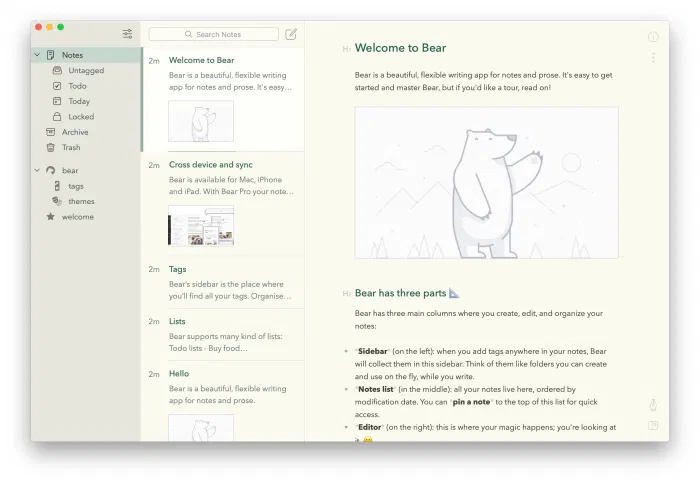 Notes
Untagged
Todo
Today
Locked
Archive
Trash
bear
tags
themes
welcome
Search Notes
2m
Welcome to Bear
Bear is a beautiful, flexible writing
app for notes and prose. It's easy…
2m
Cross device and sync
Bear is available for Mac, iPhone
and iPad. With Bear Pro your note…
2m
Tags
Bear's sidebar is the place where
you'll find all your tags. Organise…
2m
Lists
Bear supports many kind of lists:
Todo lists - Buy food…
2m
Hello
Bear is a beautiful, flexible writing
app for notes and prose.
H1 Welcome to Bear
Bear is a beautiful, flexible writing app for notes and prose. It's easy to get
started and master Bear, but if you'd like a tour, read on!
H2 Bear has three parts 📐
Bear has three main columns where you create, edit, and organize your
notes:
• *Sidebar* (on the left): when you add tags anywhere in your notes, Bear
will collect them in this sidebar. Think of them like folders you can create
and use on the fly, while you write.
• *Notes list* (in the middle): all your notes live here, ordered by
modification date. You can *pin a note* to the top of this list for quick
access.
• *Editor* (on the right): this is where your magic happens; you're looking at